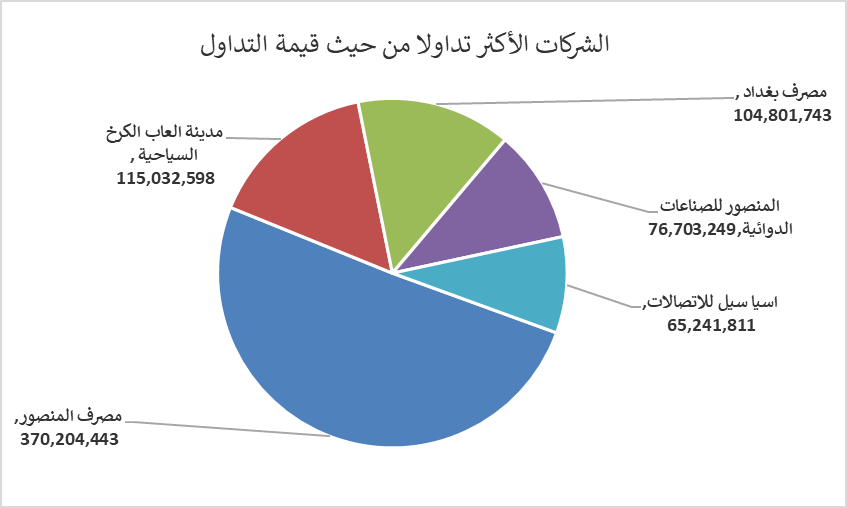 الشركات الأكثر تداولا من حيث قيمة التداول
مصرف بغداد ,
104,801,743
مدينة العاب الكرخ
السياحية ,
115,032,598
المنصور للصناعات
الدوائية, 76,703,249
اسيا سيل للاتصالات,
65,241,811
مصرف المنصور,
370,204,443